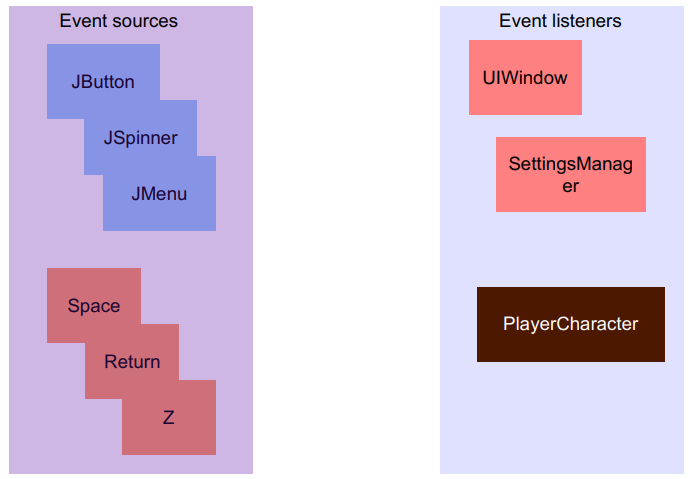 Event sources
JButton
JSpinner
JMenu
Space
Return
Z
Event listeners
UIWindow
SettingsManag
er
PlayerCharacter